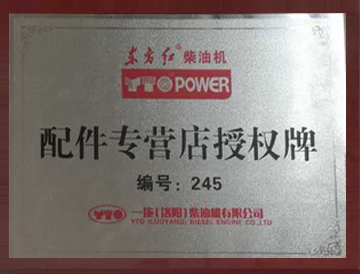 东方红® 柴油机
YTO POWER
配件专营店授权牌
编号: 245
YTO 一拖(洛阳)柴油机有限公司
YTO (LUOYANG) DIESEL ENGINE CO.,LTD